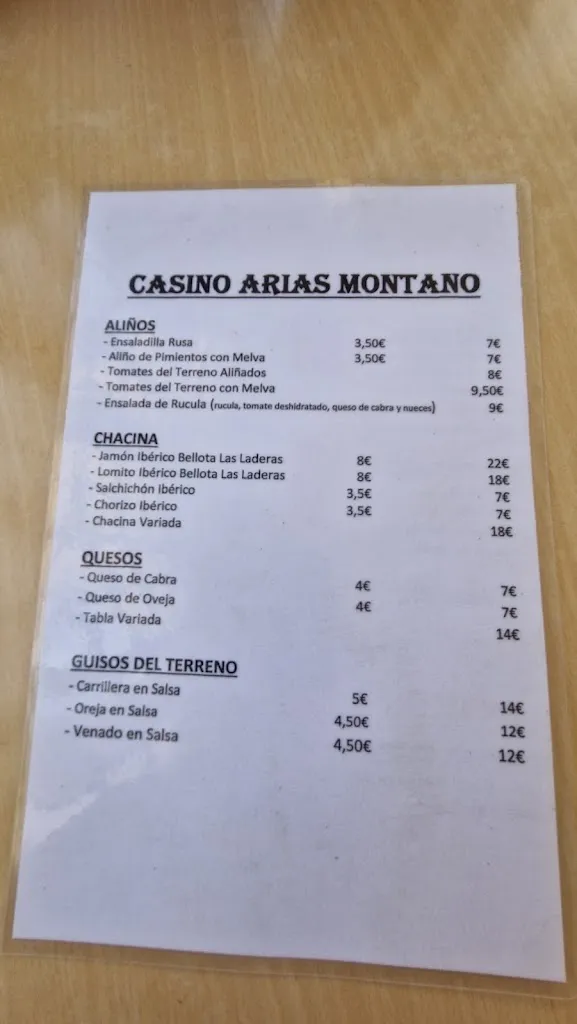 CASINO ARIAS MONTANO
ALIÑOS
- Ensaladilla Rusa 3,50€ 7€
- Aliño de Pimientos con Melva 3,50€ 7€
- Tomates del Terreno Aliñados 8€
- Tomates del Terreno con Melva 9,50€
- Ensalada de Rucula (rucula, tomate deshidratado, queso de cabra y nueces) 9€
CHACINA
- Jamón Ibérico Bellota Las Laderas 8€ 22€
- Lomito Ibérico Bellota Las Laderas 8€ 18€
- Salchichón Ibérico 3,5€ 7€
- Chorizo Ibérico 3,5€ 7€
- Chacina Variada 18€
QUESOS
- Queso de Cabra 4€ 7€
- Queso de Oveja 4€ 7€
- Tabla Variada 14€
GUISOS DEL TERRENO
- Carrillera en Salsa 5€ 14€
- Oreja en Salsa 4,50€ 12€
- Venado en Salsa 4,50€ 12€